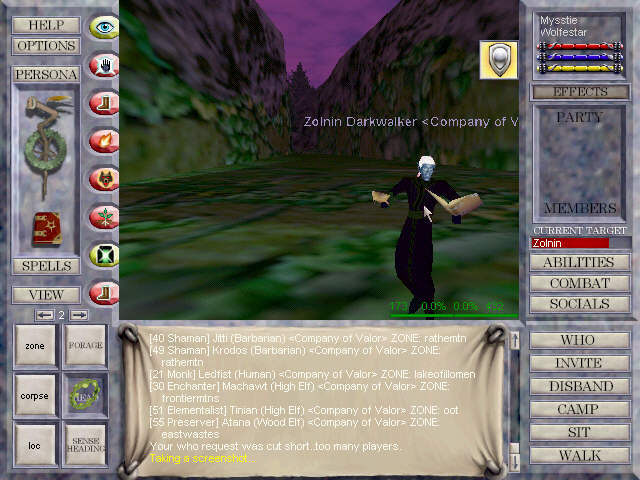 HELP
OPTIONS
PERSONA
SPELLS
VIEW
2
zone
FORAGE
corpse
loc
SENSE
HEADING
Zolnin Darkwalker <Company of V
173 0.0% 0.0%
[40 Shaman] Jitti (Barbarian) <Company of Valor> ZONE: rathemtn
[49 Shaman] Krodos (Barbarian) <Company of Valor> ZONE:
rathemtn
[21 Monk] Ledfist (Human) <Company of Valor> ZONE: lakeofillomen
[30 Enchanter] Machawt (High Elf) <Company of Valor> ZONE:
frontiermtns
[51 Elementalist] Tinian (High Elf) <Company of Valor> ZONE: oot
[55 Preserver] Atana (Wood Elf) <Company of Valor> ZONE:
eastwastes
Your who request was cut short..too many players.
Taking a screenshot...
Mysstie
Wolfestar
EFFECTS
PARTY
MEMBERS
CURRENT TARGET
Zolnin
ABILITIES
COMBAT
SOCIALS
WHO
INVITE
DISBAND
CAMP
SIT
WALK